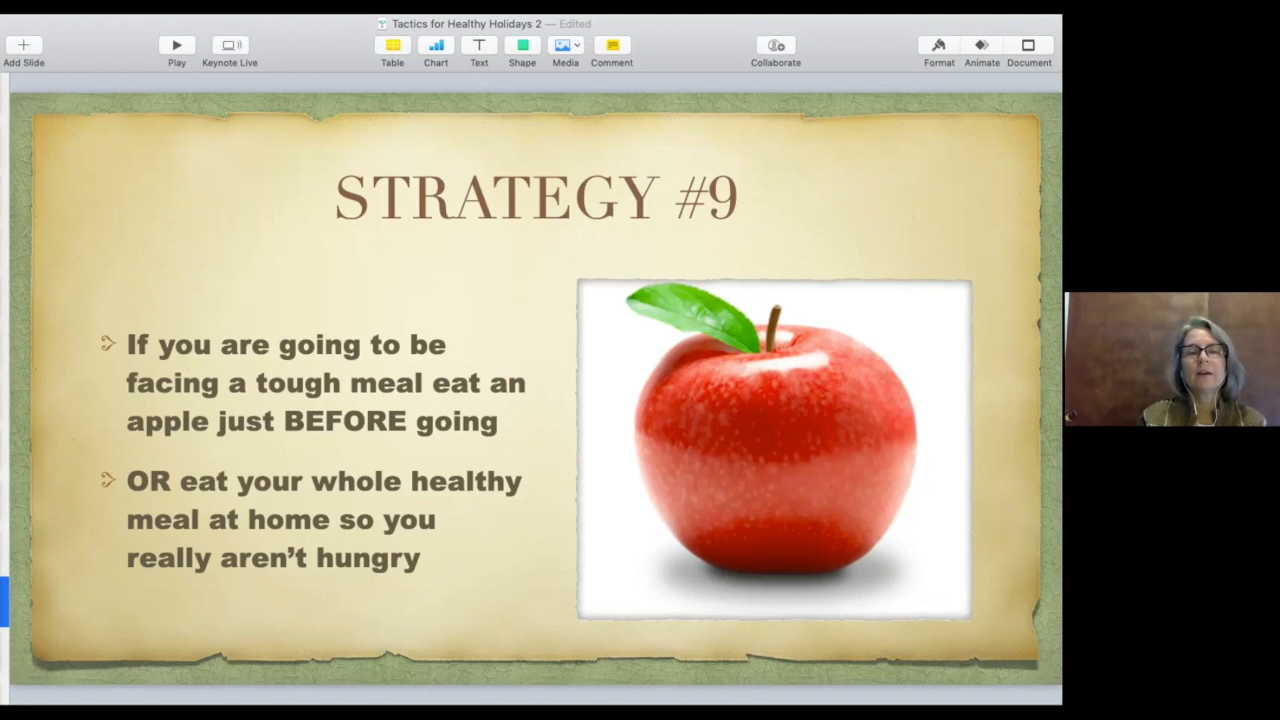 Tactics for Healthy Holidays 2 — Edited
Add Slide
Play
Keynote Live
Table
Chart
Text
Shape
Media
Comment
Collaborate
Format
Animate
Document
STRATEGY #9
If you are going to be
facing a tough meal eat an
apple just BEFORE going
OR eat your whole healthy
meal at home so you
really aren’t hungry